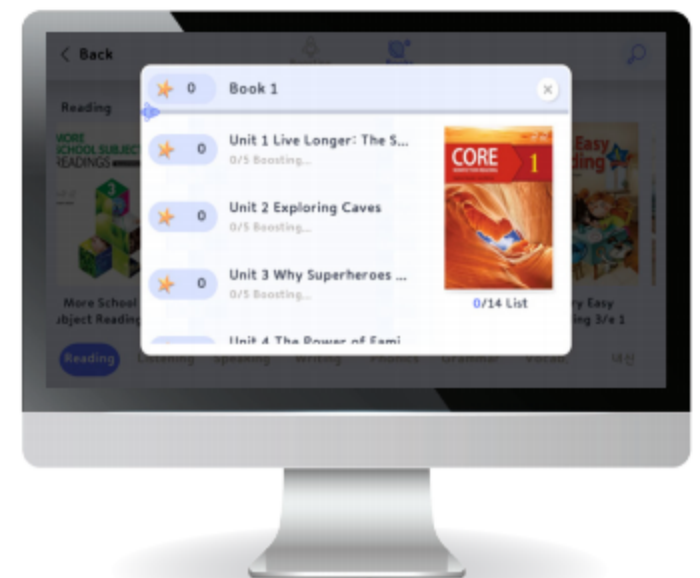 Back
Reading
0 Book 1
0 Unit 1 Live Longer: The S...
0/5 Boosting...
0 Unit 2 Exploring Caves
0/5 Boosting...
0 Unit 3 Why Superheroes ...
0/5 Boosting...
Unit 4 The Power of Fami
CORE 1
0/14 List
MORE
SCHOOL SUBJECT
READINGS
3
More School
ubject Reading
Easy
ding
ry Easy
ing 3/e 1
Reading Listening Speaking Writing Phonics Grammar Vocab.